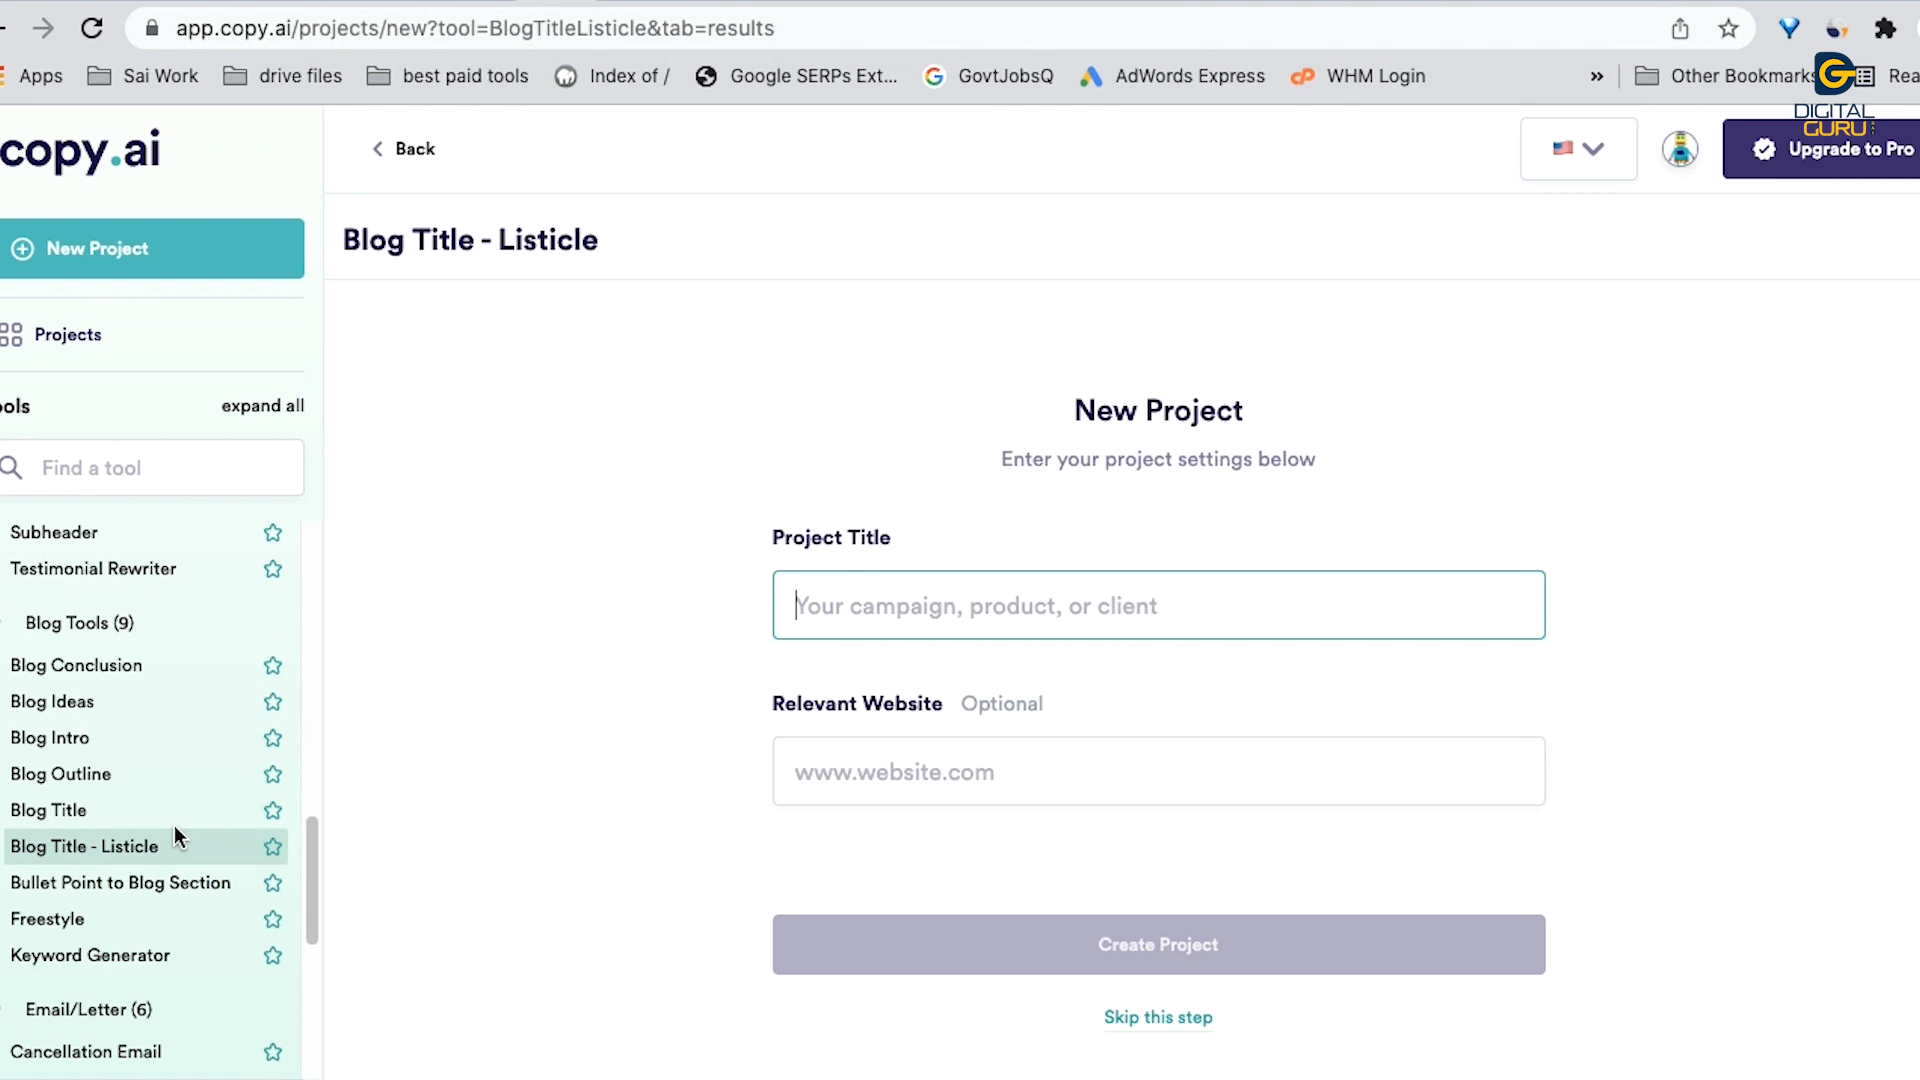 app.copy.ai/projects/new?tool=BlogTitleListicle&tab=results
Apps
Sai Work
drive files
best paid tools
Index of /
Google SERPs Ext...
GovtJobsQ
AdWords Express
WHM Login
»
Other Bookmarks
Rea
DIGITAL
GURU
copy.ai
Back
Upgrade to Pro
New Project
Blog Title - Listicle
Projects
ools
expand all
Find a tool
Subheader
Testimonial Rewriter
Blog Tools (9)
Blog Conclusion
Blog Ideas
Blog Intro
Blog Outline
Blog Title
Blog Title - Listicle
Bullet Point to Blog Section
Freestyle
Keyword Generator
Email/Letter (6)
Cancellation Email
New Project
Enter your project settings below
Project Title
Your campaign, product, or client
Relevant Website Optional
www.website.com
Create Project
Skip this step